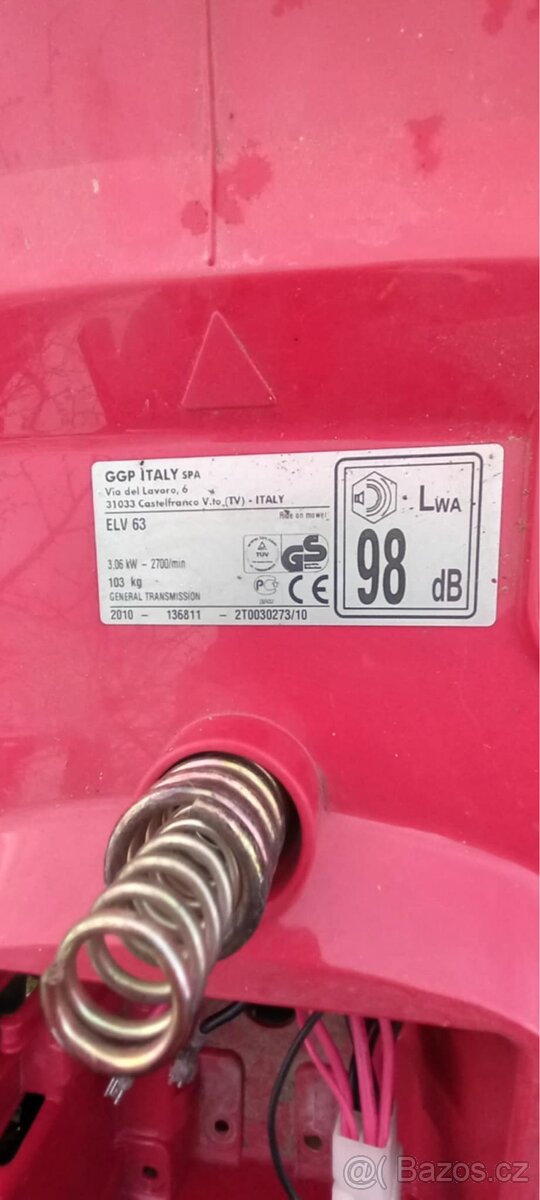 GGP ITALY SPA
Via del Lavoro, 6
31033 Castelfranco V.to (TV) - ITALY
ELV 63
Ride on mower
3.06 kW - 2700/min
103 kg
GENERAL TRANSMISSION
2010 - 136811 - 2T0030273/10
TÜV
GS
CE
LWA
98 dB
Bazos.cz